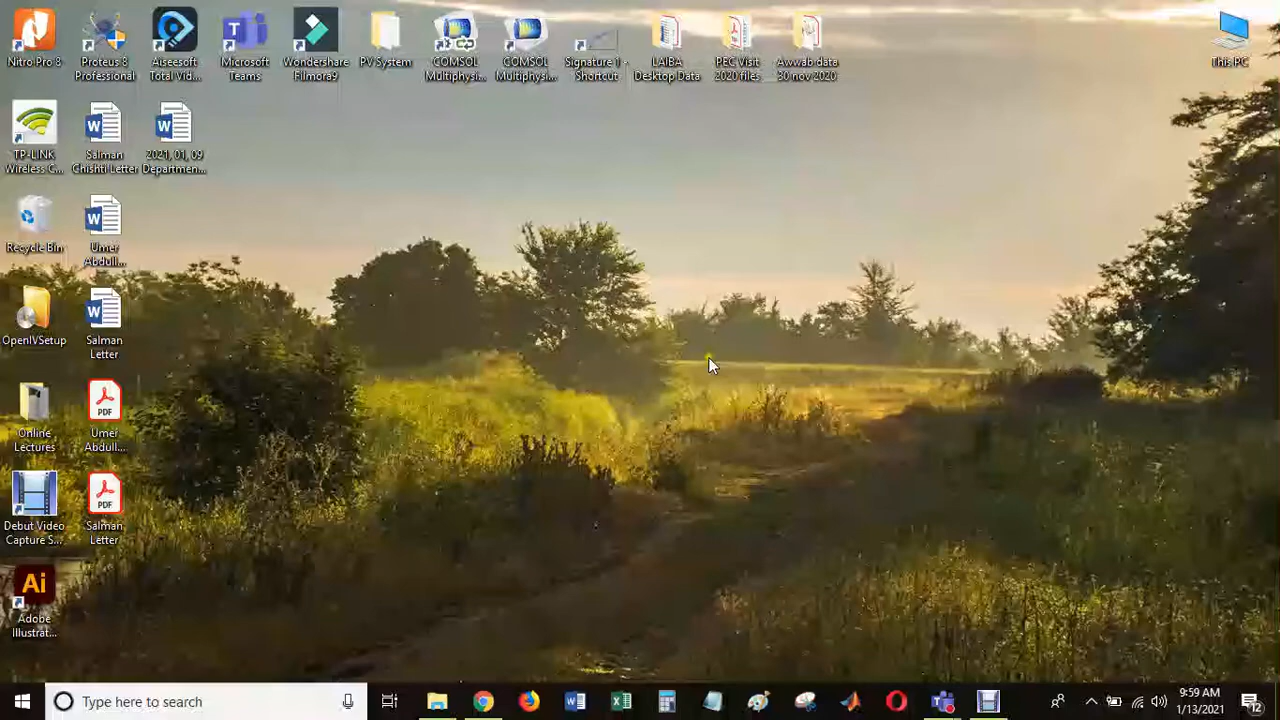 Nitro Pro 8
Proteus 8
Professional
Aiseesoft
Total Vid...
Microsoft
Teams
Wondershare
Filmora9
PV System
COMSOL
Multiphysi...
COMSOL
Multiphysi...
Signature 1 -
Shortcut
LAIBA
Desktop Data
PEC Visit
2020 files
Awwab data
30 nov 2020
This PC
TP-LINK
Wireless C...
Salman
Chishti Letter
2021, 01, 09
Departmen...
Recycle Bin
Umer
Abdull...
OpenIVSetup
Salman
Letter
Online
Lectures
PDF
Umer
Abdull...
Debut Video
Capture S...
PDF
Salman
Letter
Ai
Adobe
Illustrat...
Type here to search
9:59 AM
1/13/2021
12